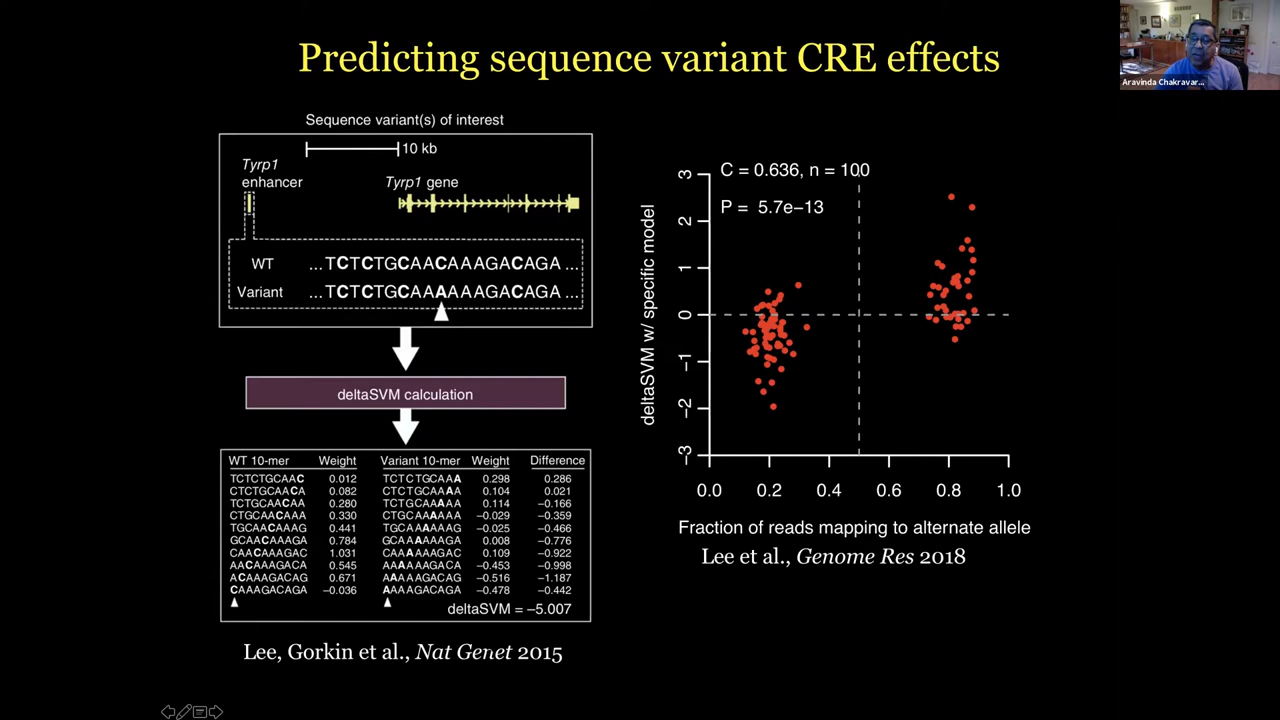 Predicting sequence variant CRE effects
Aravinda Chakravar...
Sequence variant(s) of interest
10 kb
Tyrp1
enhancer
Tyrp1 gene
WT ...TCTCTGCAACAAAGACAGA ...
Variant ...TCTCTGCAAAAAAGACAGA ...
deltaSVM calculation
WT 10-mer Weight Variant 10-mer Weight Difference
TCTCTGCAAC 0.012 TCTCTGCAAA 0.298 0.286
CTCTGCAACA 0.082 CTCTGCAAAA 0.104 0.021
TCTGCAACAA 0.280 TCTGCAAAAA 0.114 −0.166
CTGCAACAAA 0.330 CTGCAAAAAA −0.029 −0.359
TGCAACAAAG 0.441 TGCAAAAAAG −0.025 −0.466
GCAACAAAGA 0.784 GCAAAAAAGA 0.008 −0.776
CAACAAAGAC 1.031 CAAAAAAGAC 0.109 −0.922
AACAAAGACA 0.545 AAAAAAGACA −0.453 −0.998
ACAAAGACAG 0.671 AAAAAGACAG −0.516 −1.187
CAAAGACAGA −0.036 AAAAGACAGA −0.478 −0.442
deltaSVM = −5.007
Lee, Gorkin et al., Nat Genet 2015
C = 0.636, n = 100
P = 5.7e−13
deltaSVM w/ specific model
3
2
1
0
−1
−2
−3
0.0 0.2 0.4 0.6 0.8 1.0
Fraction of reads mapping to alternate allele
Lee et al., Genome Res 2018